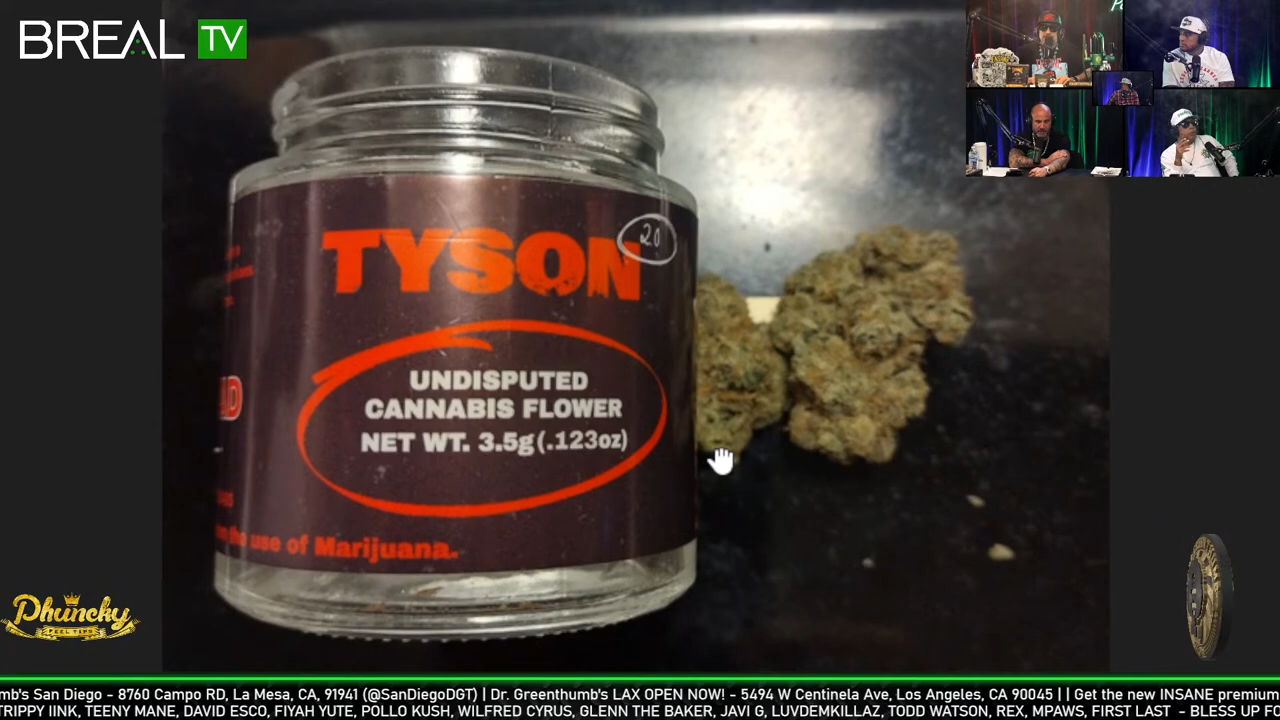 BREAL TV
TYSON
20
UNDISPUTED
CANNABIS FLOWER
NET WT. 3.5g(.123oz)
the use of Marijuana.
Phuncky
FEEL TIPS
mb's San Diego - 8760 Campo RD, La Mesa, CA, 91941 (@SanDiegoDGT) | Dr. Greenthumb's LAX OPEN NOW! - 5494 W Centinela Ave, Los Angeles, CA 90045 | | Get the new INSANE premium
TRIPPY IINK, TEENY MANE, DAVID ESCO, FIYAH YUTE, POLLO KUSH, WILFRED CYRUS, GLENN THE BAKER, JAVI G, LUVDEMKILLAZ, TODD WATSON, REX, MPAWS, FIRST LAST - BLESS UP FO